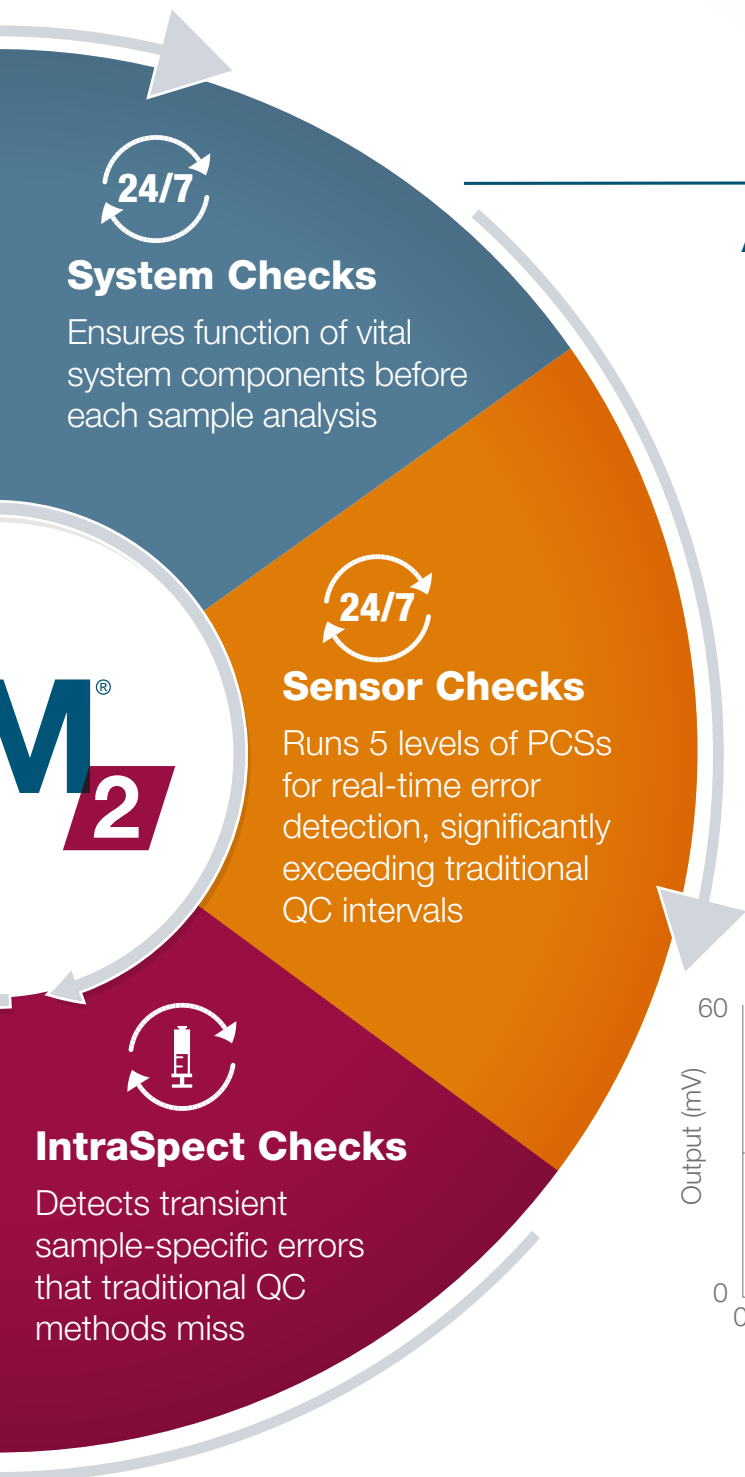 24/7
System Checks
Ensures function of vital
system components before
each sample analysis
24/7
Sensor Checks
Runs 5 levels of PCSs
for real-time error
detection, significantly
exceeding traditional
QC intervals
M®
2
IntraSpect Checks
Detects transient
sample-specific errors
that traditional QC
methods miss
60
Output (mV)
0
0